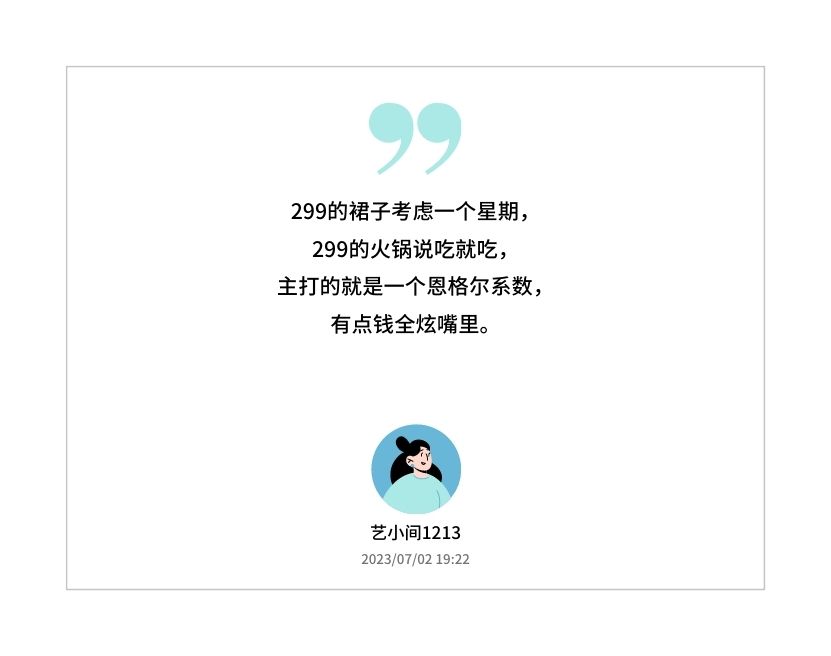 299的裙子考虑一个星期，
299的火锅说吃就吃，
主打的就是一个恩格尔系数，
有点钱全炫嘴里。
艺小间1213
2023/07/02 19:22